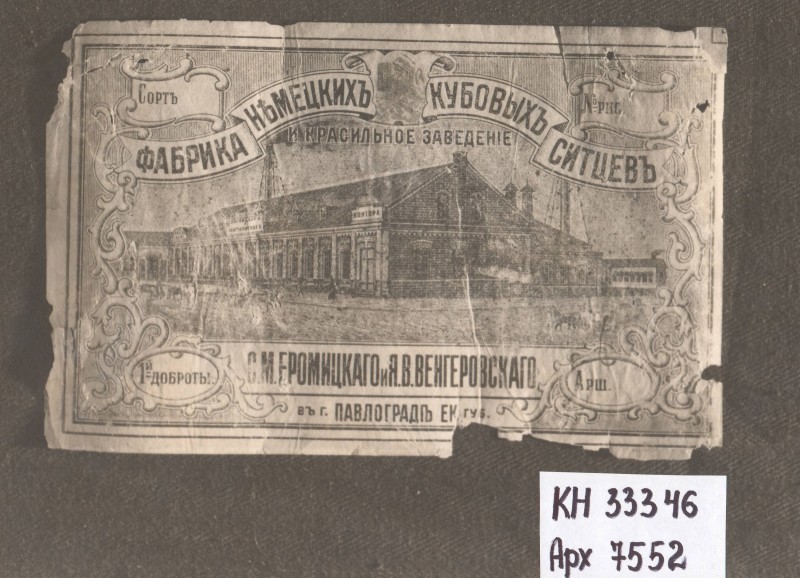 Сортъ
№ рис.
ФАБРИКА НѢМЕЦКИХЪ КУБОВЫХЪ СИТЦЕВЪ
И КРАСИЛЬНОЕ ЗАВЕДЕНІЕ
КОНТОРА
С.М.ЕРОМИЦКАГО и Я.В.ВЕНГЕРОВСКАГО
1й ДОБРОТЫ.
Арш.
въ г. ПАВЛОГРАДѢ ЕК. ГУБ.
КН 33346
Арх 7552